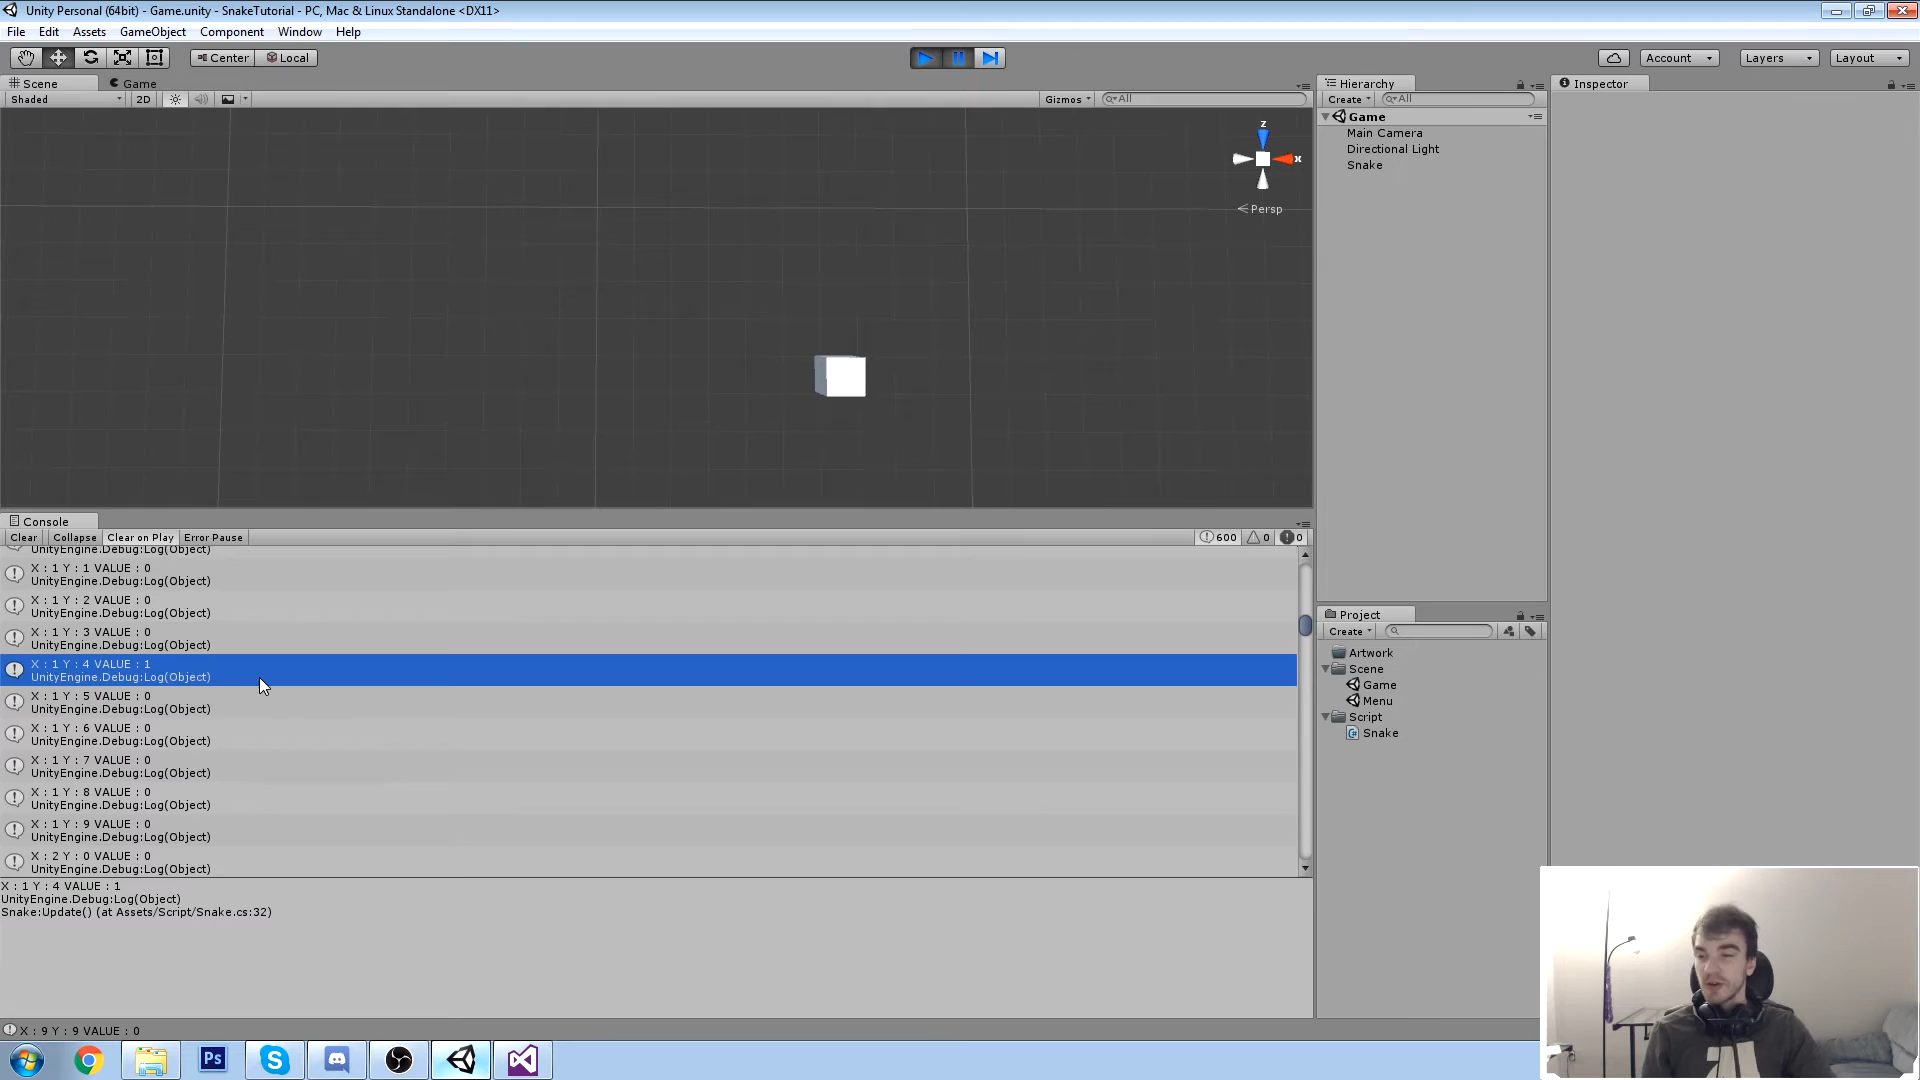 Unity Personal (64bit) - Game.unity - SnakeTutorial - PC, Mac & Linux Standalone <DX11>
File Edit Assets GameObject Component Window Help
Center Local Account Layers Layout
Scene Game
Shaded 2D Gizmos All
z
x
Persp
Hierarchy
Create All
Game
Main Camera
Directional Light
Snake
Inspector
Console
Clear Collapse Clear on Play Error Pause 600 0 0
UnityEngine.Debug:Log(Object)
X : 1 Y : 1 VALUE : 0
UnityEngine.Debug:Log(Object)
X : 1 Y : 2 VALUE : 0
UnityEngine.Debug:Log(Object)
X : 1 Y : 3 VALUE : 0
UnityEngine.Debug:Log(Object)
X : 1 Y : 4 VALUE : 1
UnityEngine.Debug:Log(Object)
X : 1 Y : 5 VALUE : 0
UnityEngine.Debug:Log(Object)
X : 1 Y : 6 VALUE : 0
UnityEngine.Debug:Log(Object)
X : 1 Y : 7 VALUE : 0
UnityEngine.Debug:Log(Object)
X : 1 Y : 8 VALUE : 0
UnityEngine.Debug:Log(Object)
X : 1 Y : 9 VALUE : 0
UnityEngine.Debug:Log(Object)
X : 2 Y : 0 VALUE : 0
UnityEngine.Debug:Log(Object)
X : 1 Y : 4 VALUE : 1
UnityEngine.Debug:Log(Object)
Snake:Update() (at Assets/Script/Snake.cs:32)
Project
Create
Artwork
Scene
Game
Menu
Script
Snake
X : 9 Y : 9 VALUE : 0
Ps